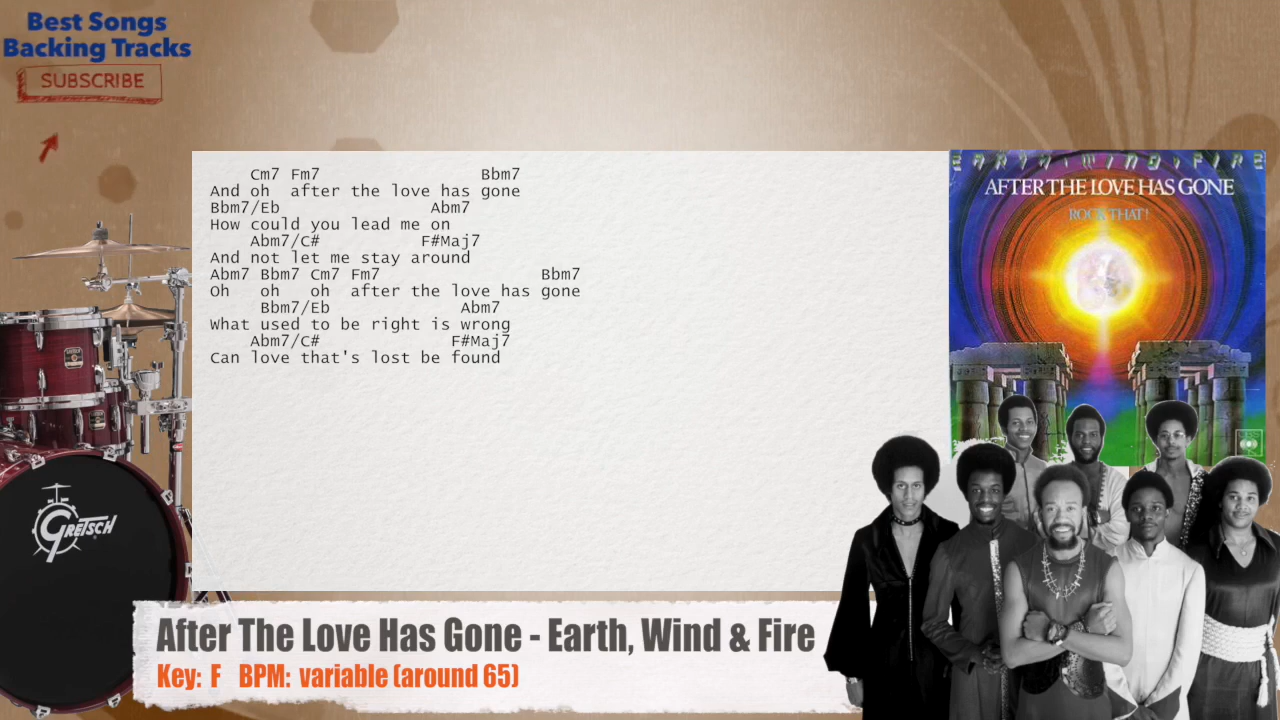 Best Songs
Backing Tracks
SUBSCRIBE
    Cm7 Fm7                Bbm7
And oh  after the love has gone
Bbm7/Eb               Abm7
How could you lead me on
    Abm7/C#          F#Maj7
And not let me stay around
Abm7 Bbm7 Cm7 Fm7                Bbm7
Oh   oh   oh  after the love has gone
     Bbm7/Eb             Abm7
What used to be right is wrong
    Abm7/C#             F#Maj7
Can love that's lost be found
EARTH, WIND & FIRE
AFTER THE LOVE HAS GONE
ROCK THAT!
GRETSCH
After The Love Has Gone - Earth, Wind & Fire
Key: F BPM: variable (around 65)